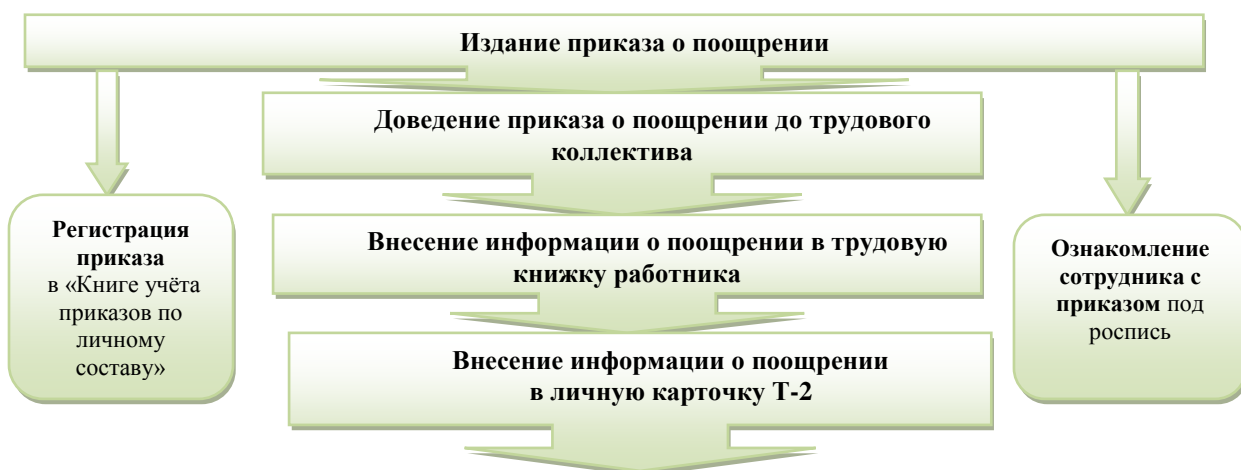 Издание приказа о поощрении
Доведение приказа о поощрении до трудового
коллектива
Регистрация
приказа
в «Книге учёта
приказов по
личному
составу»
Внесение информации о поощрении в трудовую
книжку работника
Ознакомление
сотрудника с
приказом под
роспись
Внесение информации о поощрении
в личную карточку Т-2